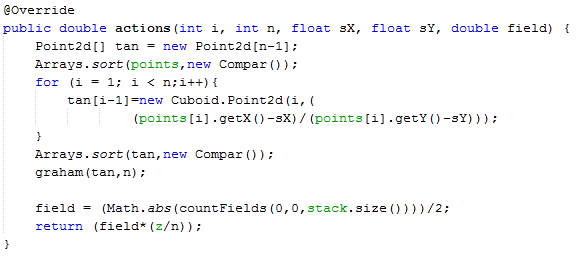 @Override
public double actions(int i, int n, float sX, float sY, double field) {
Point2d[] tan = new Point2d[n-1];
Arrays.sort(points,new Compar());
for (i = 1; i < n;i++){
tan[i-1]=new Cuboid.Point2d(i,(
(points[i].getX()-sX)/(points[i].getY()-sY)));
}
Arrays.sort(tan,new Compar());
graham(tan,n);
field = (Math.abs(countFields(0,0,stack.size())))/2;
return (field*(z/n));
}